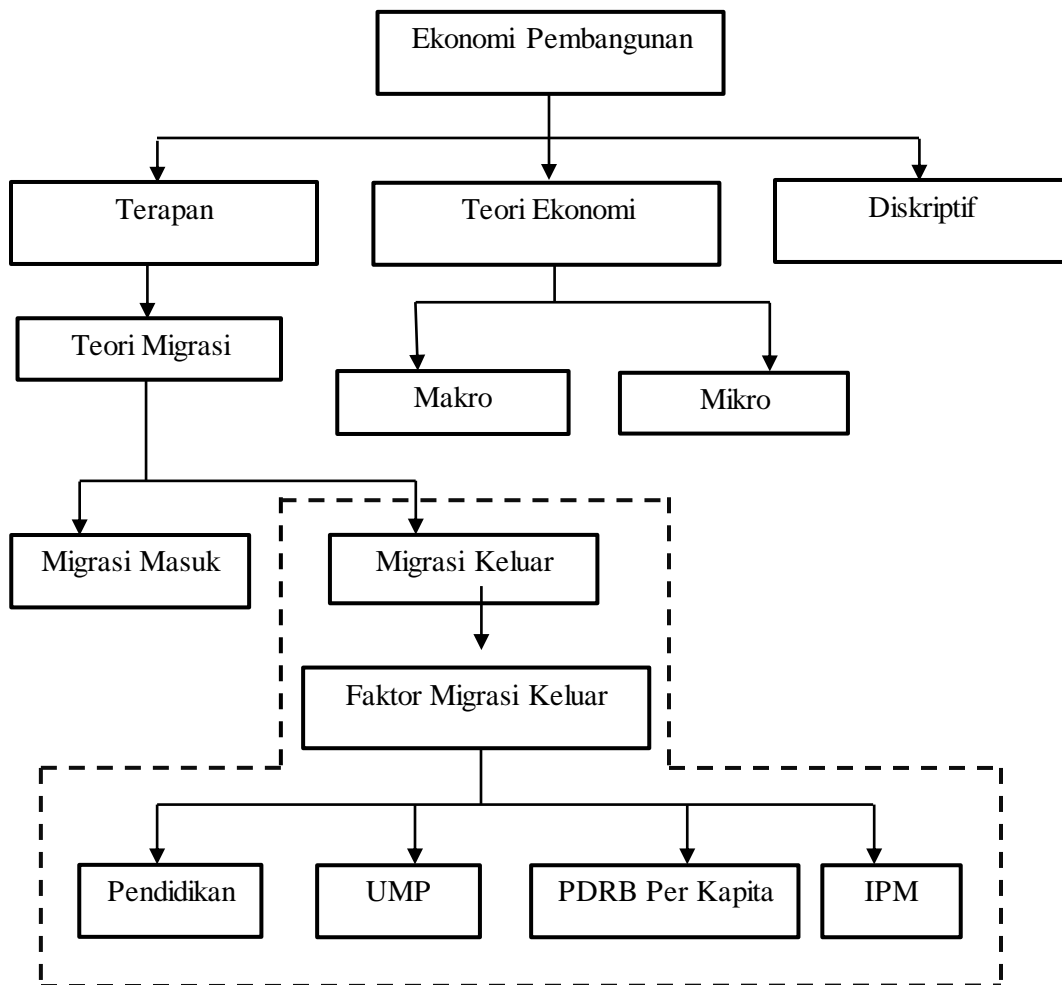 Ekonomi Pembangunan
Terapan
Teori Ekonomi
Diskriptif
Teori Migrasi
Makro
Mikro
Migrasi Masuk
Migrasi Keluar
Faktor Migrasi Keluar
Pendidikan
UMP
PDRB Per Kapita
IPM